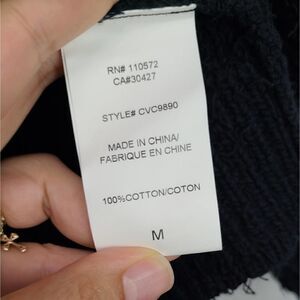 RN# 110572
CA#30427
STYLE# CVC9890
MADE IN CHINA/
FABRIQUE EN CHINE
100%COTTON/COTON
M